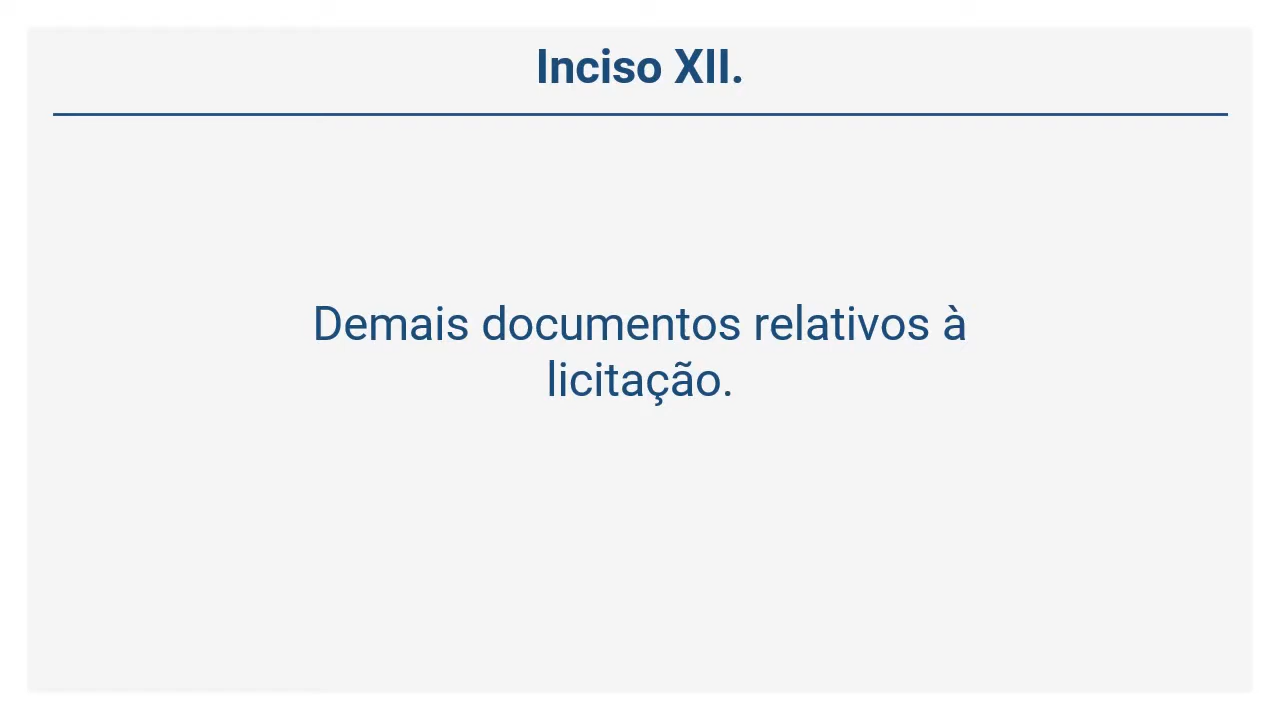 Inciso XII.
Demais documentos relativos à
licitação.